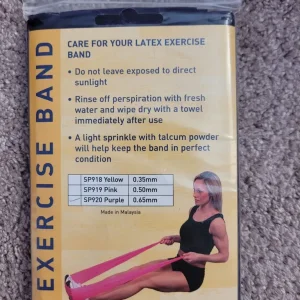 EXERCISE BAND
CARE FOR YOUR LATEX EXERCISE
BAND
• Do not leave exposed to direct
sunlight
• Rinse off perspiration with fresh
water and wipe dry with a towel
immediately after use
• A light sprinkle with talcum powder
will help keep the band in perfect
condition
SP918 Yellow 0.35mm
SP919 Pink 0.50mm
SP920 Purple 0.65mm
Made in Malaysia